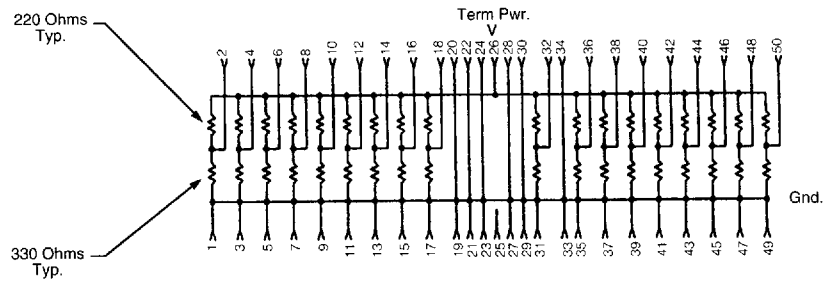 220 Ohms
Typ.
Term Pwr.
2 4 6 8 10 12 14 16 18 20 22 24 26 28 30 32 34 36 38 40 42 44 46 48 50
Gnd.
330 Ohms
Typ.
1 3 5 7 9 11 13 15 17 19 21 23 25 27 29 31 33 35 37 39 41 43 45 47 49